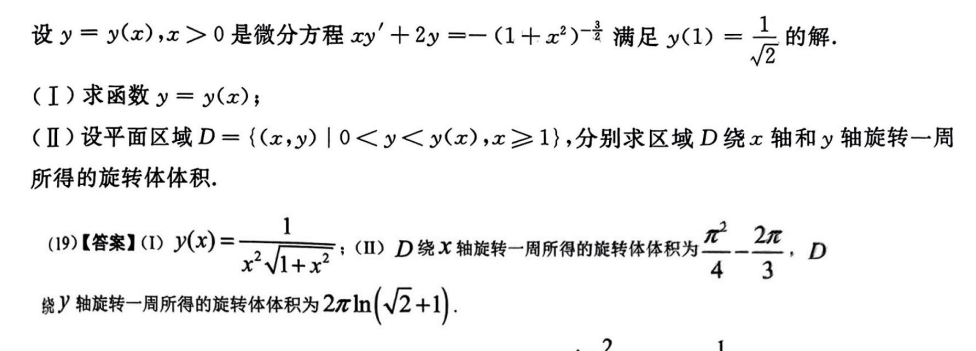 设 y = y(x),x > 0 是微分方程 xy′ + 2y = −(1+x²)^{-3/2} 满足 y(1) = 1/√2 的解.
(Ⅰ)求函数 y = y(x);
(Ⅱ)设平面区域 D = {(x,y) | 0 < y < y(x),x ⩾ 1},分别求区域 D 绕 x 轴和 y 轴旋转一周
所得的旋转体体积.
(19)【答案】(I) y(x) = 1/(x²√(1+x²)) ;(II) D 绕 x 轴旋转一周所得的旋转体体积为 π²/4 − 2π/3 ,D
绕 y 轴旋转一周所得的旋转体体积为 2π ln(√2+1).
2 1